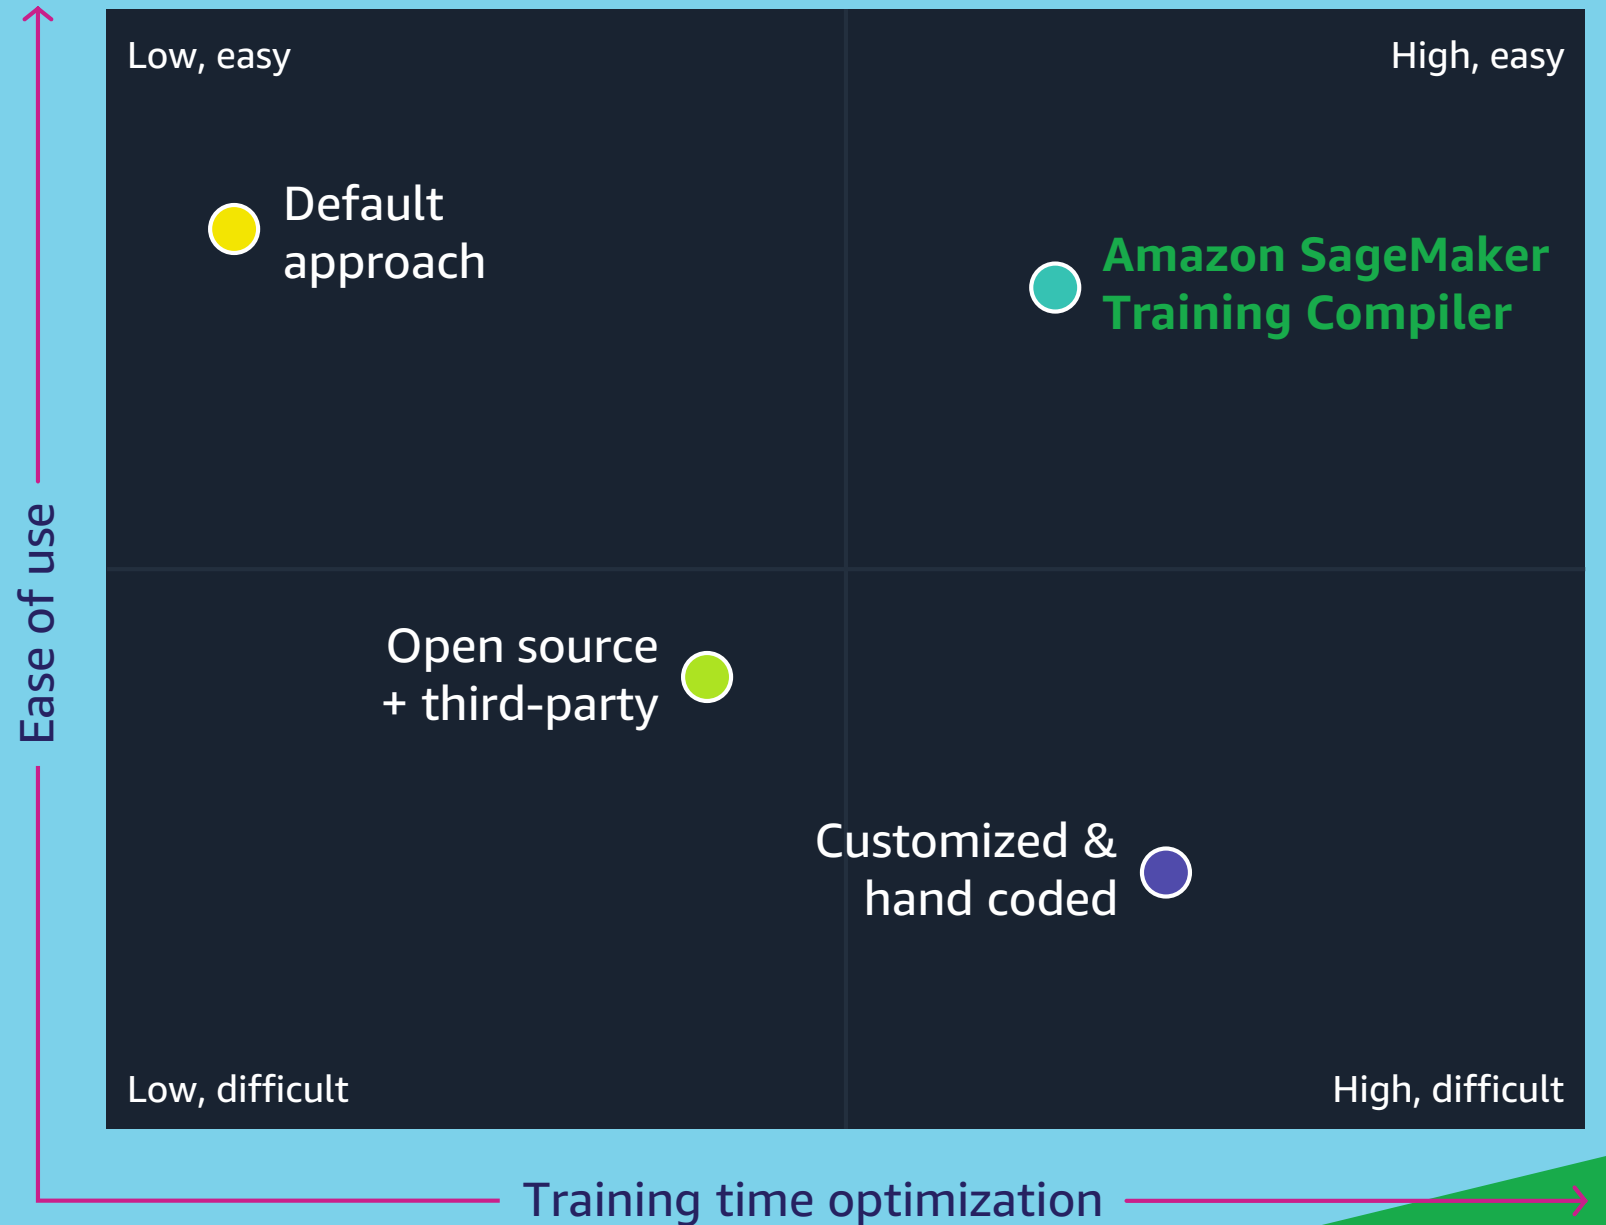 Low, easy
High, easy
Default
approach
Amazon SageMaker
Training Compiler
Ease of use
Open source
+ third-party
Customized &
hand coded
Low, difficult
High, difficult
Training time optimization